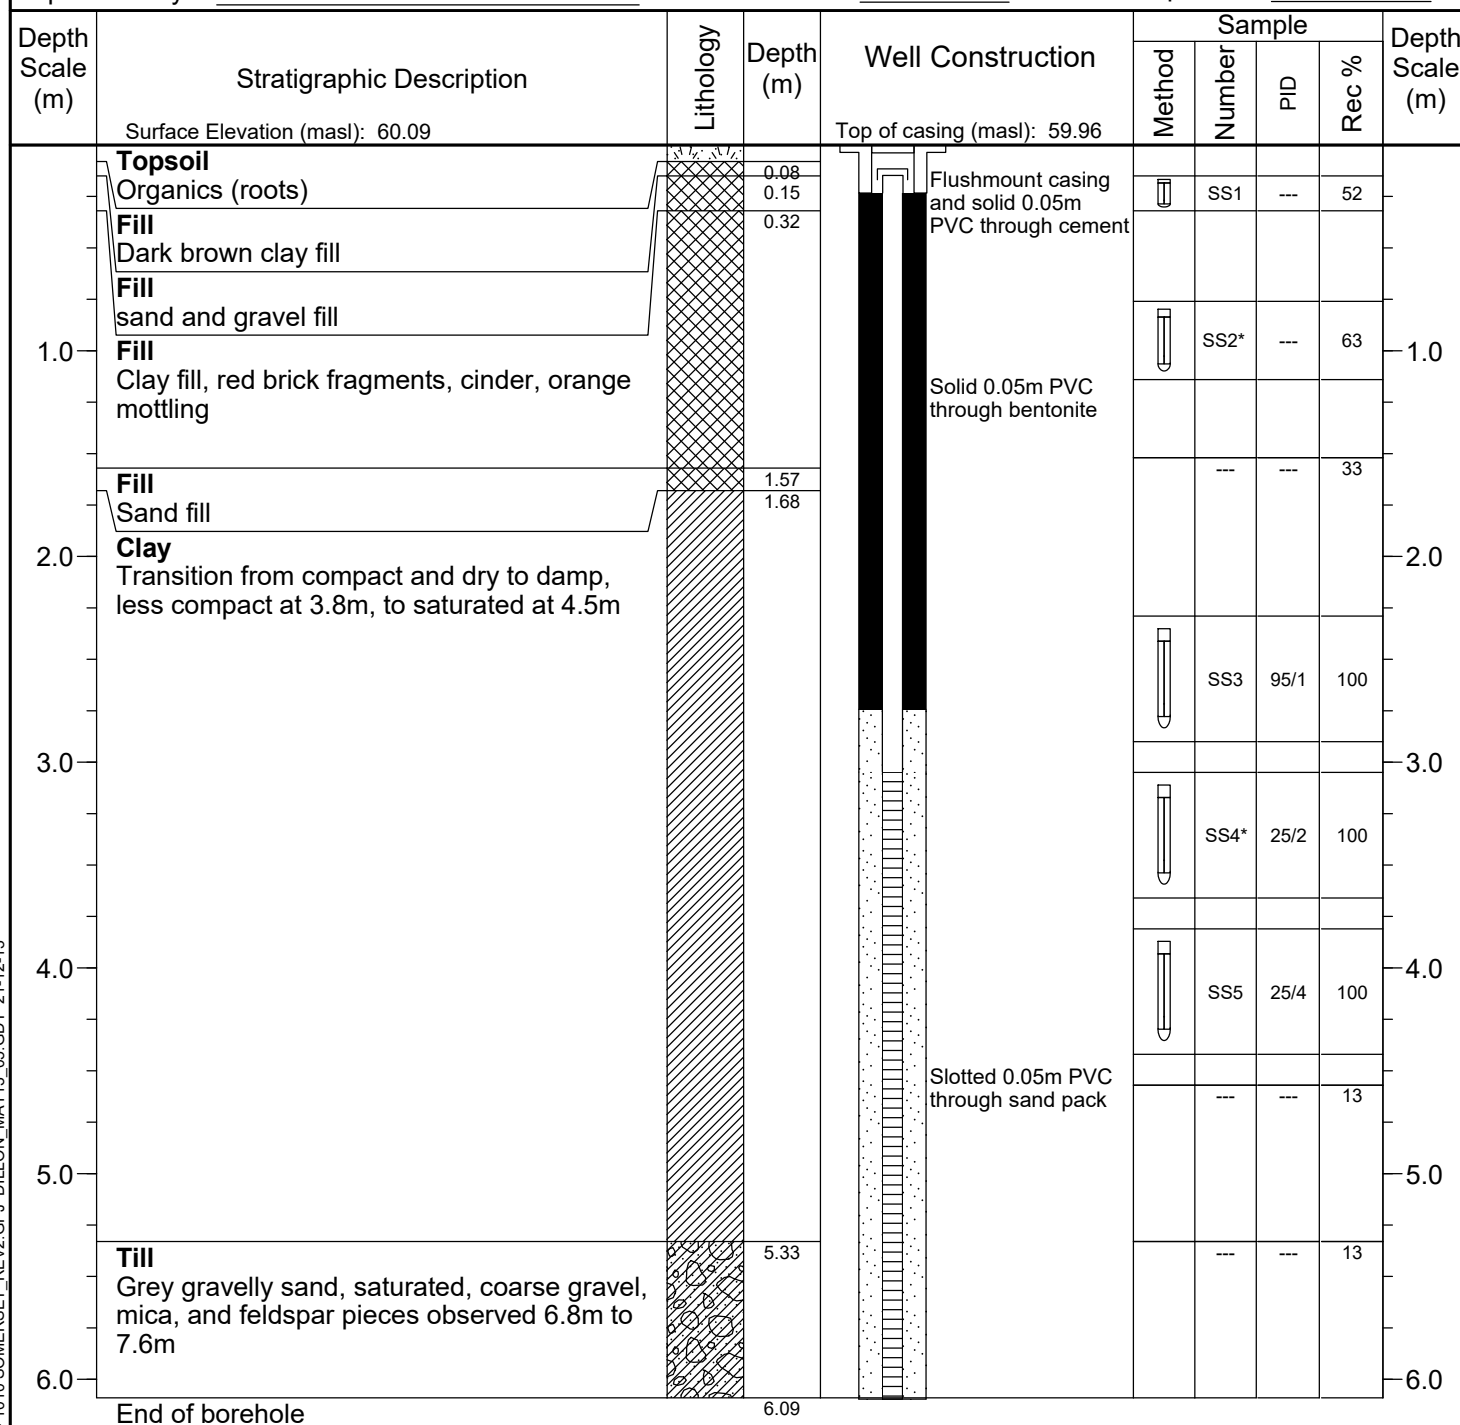 Depth
Scale
(m)
Stratigraphic Description
Surface Elevation (masl): 60.09
Lithology
Depth
(m)
Well Construction
Top of casing (masl): 59.96
Sample
Method
Number
PID
Rec %
Depth
Scale
(m)
Topsoil
Organics (roots)
0.08
Fill
Dark brown clay fill
0.15
Fill
sand and gravel fill
0.32
Fill
Clay fill, red brick fragments, cinder, orange
mottling
Fill
Sand fill
1.57
1.68
Clay
Transition from compact and dry to damp,
less compact at 3.8m, to saturated at 4.5m
Till
Grey gravelly sand, saturated, coarse gravel,
mica, and feldspar pieces observed 6.8m to
7.6m
5.33
End of borehole
6.09
1.0
2.0
3.0
4.0
5.0
6.0
Flushmount casing
and solid 0.05m
PVC through cement
Solid 0.05m PVC
through bentonite
Slotted 0.05m PVC
through sand pack
SS1 --- 52
SS2* --- 63
--- --- 33
SS3 95/1 100
SS4* 25/2 100
SS5 25/4 100
--- --- 13
--- --- 13
1.0
2.0
3.0
4.0
5.0
6.0